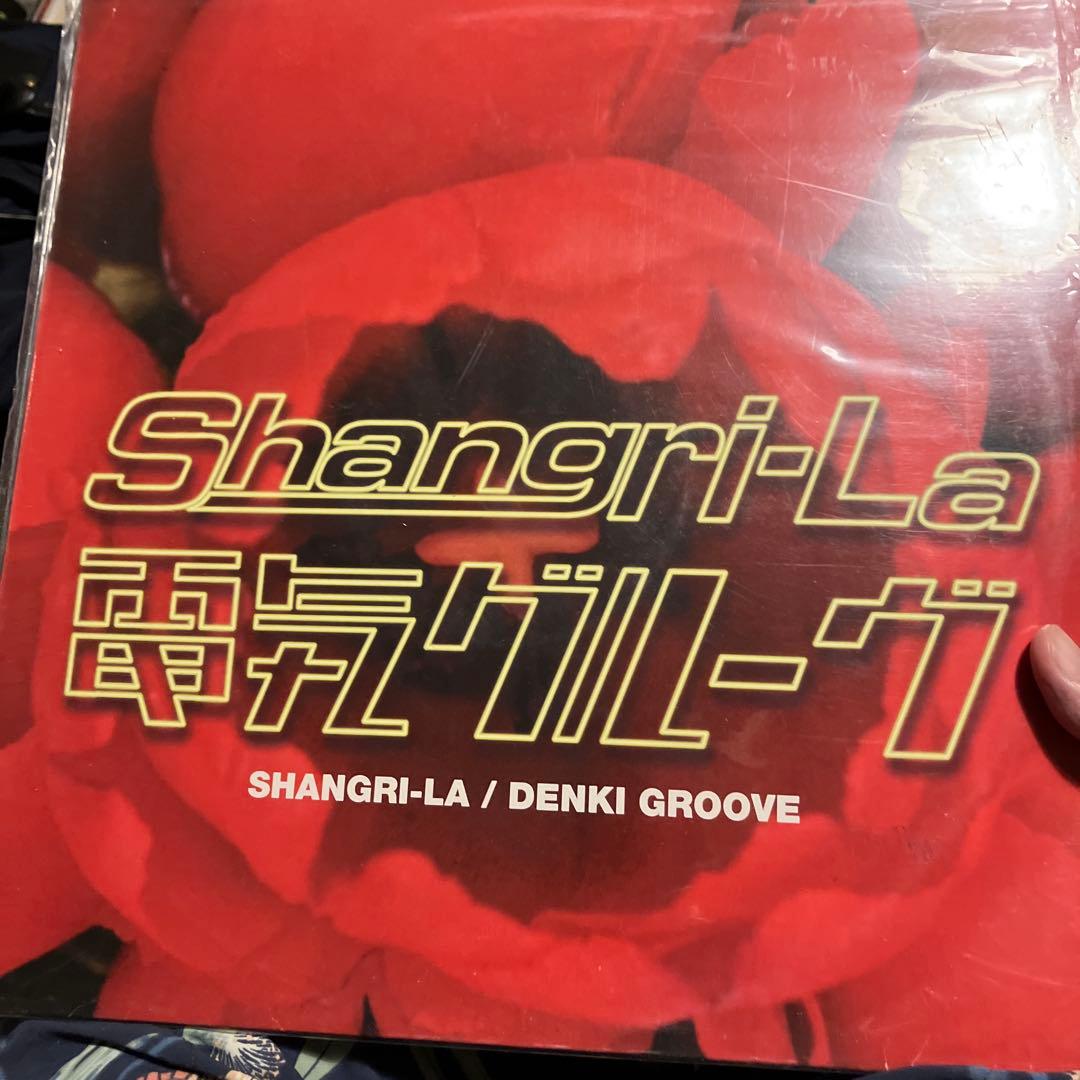 Shangri-La
電気グルーヴ
SHANGRI-LA / DENKI GROOVE